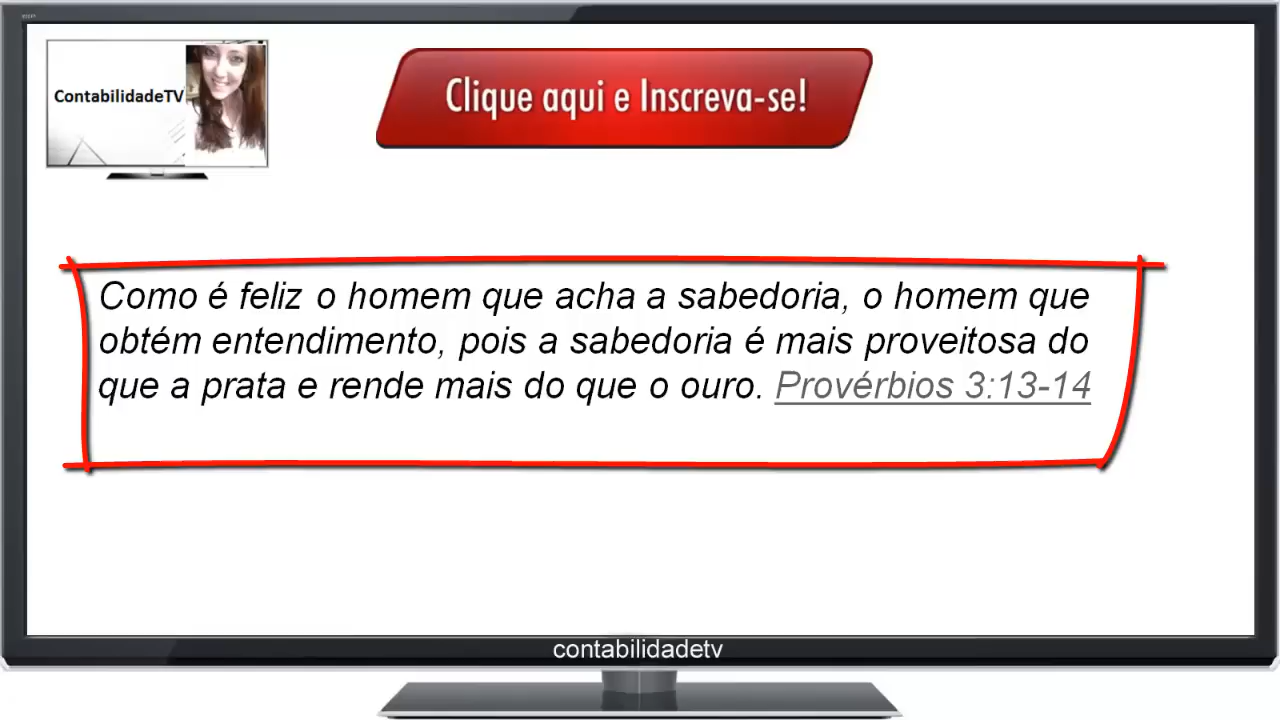 ContabilidadeTV
Clique aqui e Inscreva-se!
Como é feliz o homem que acha a sabedoria, o homem que
obtém entendimento, pois a sabedoria é mais proveitosa do
que a prata e rende mais do que o ouro. Provérbios 3:13-14
contabilidadetv